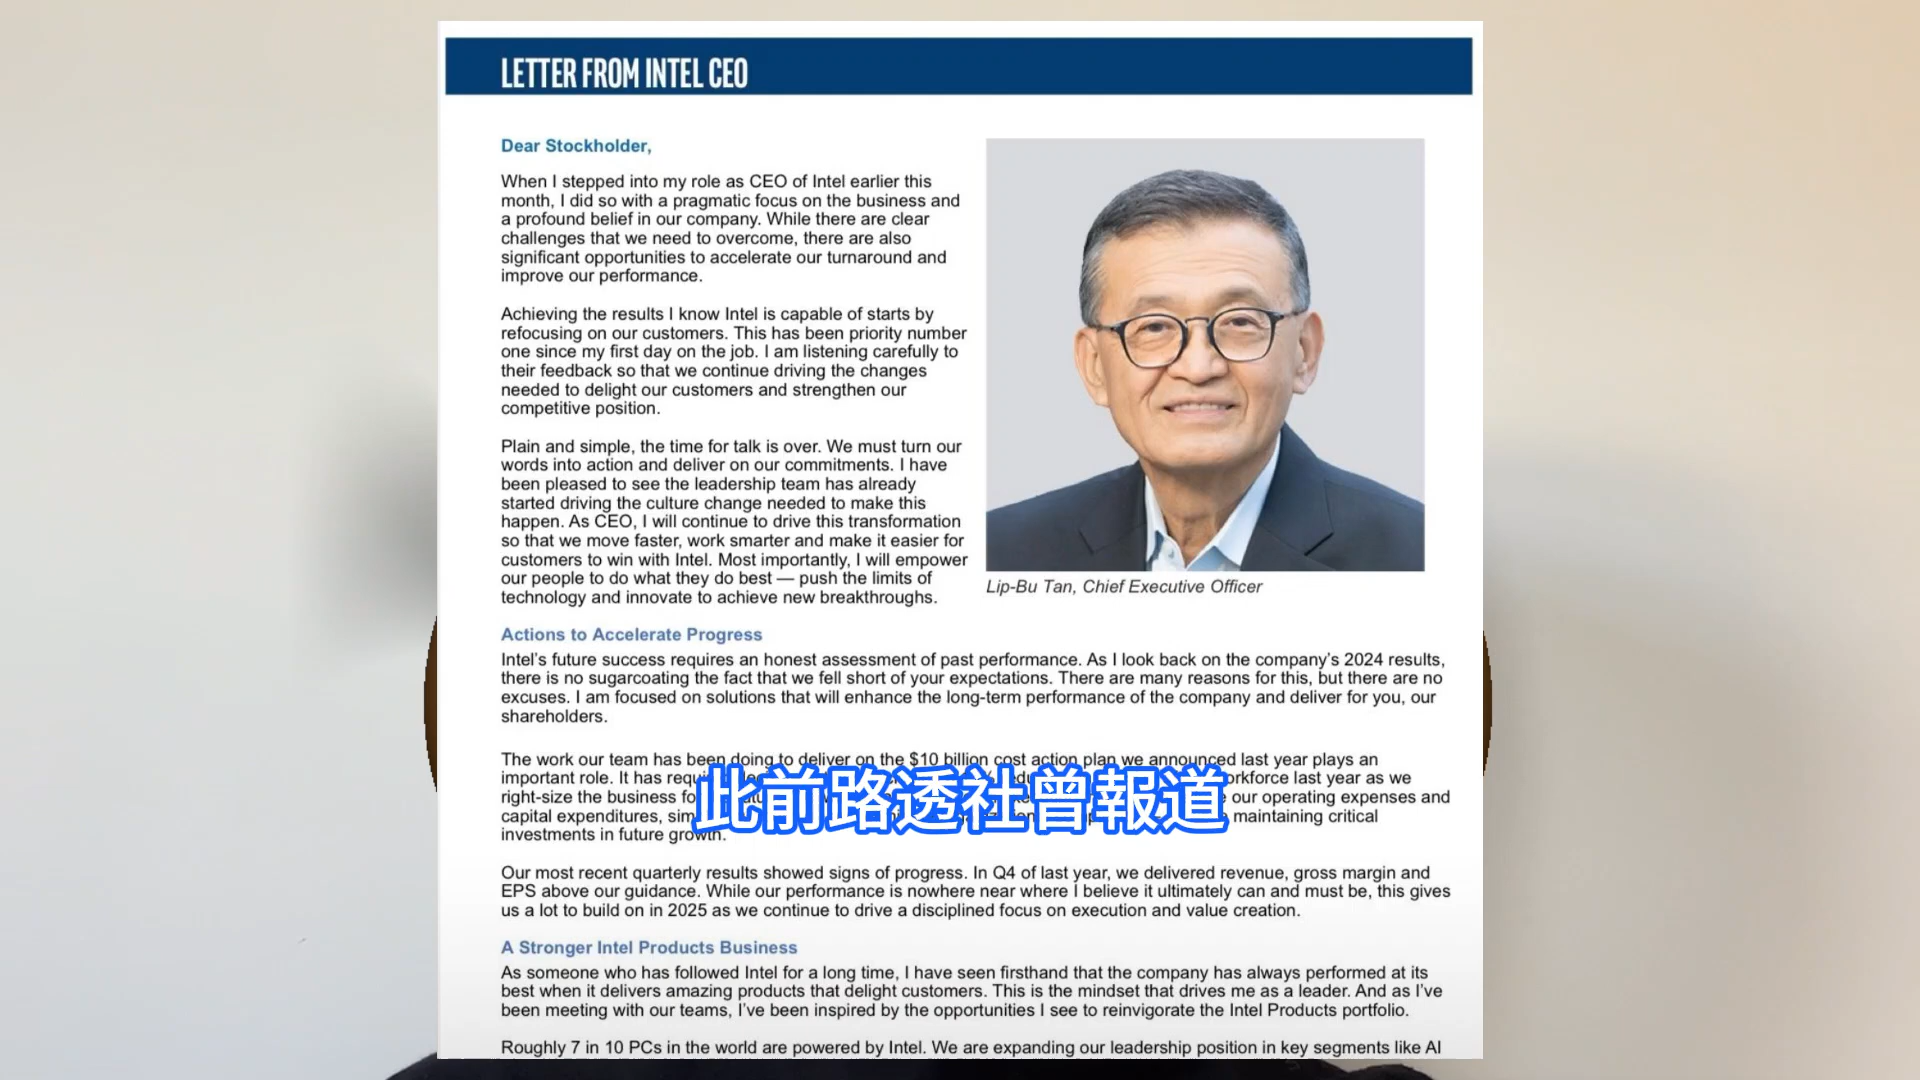 LETTER FROM INTEL CEO
Dear Stockholder,
When I stepped into my role as CEO of Intel earlier this
month, I did so with a pragmatic focus on the business and
a profound belief in our company. While there are clear
challenges that we need to overcome, there are also
significant opportunities to accelerate our turnaround and
improve our performance.
Achieving the results I know Intel is capable of starts by
refocusing on our customers. This has been priority number
one since my first day on the job. I am listening carefully to
their feedback so that we continue driving the changes
needed to delight our customers and strengthen our
competitive position.
Plain and simple, the time for talk is over. We must turn our
words into action and deliver on our commitments. I have
been pleased to see the leadership team has already
started driving the culture change needed to make this
happen. As CEO, I will continue to drive this transformation
so that we move faster, work smarter and make it easier for
customers to win with Intel. Most importantly, I will empower
our people to do what they do best — push the limits of
technology and innovate to achieve new breakthroughs.
Lip-Bu Tan, Chief Executive Officer
Actions to Accelerate Progress
Intel's future success requires an honest assessment of past performance. As I look back on the company's 2024 results,
there is no sugarcoating the fact that we fell short of your expectations. There are many reasons for this, but there are no
excuses. I am focused on solutions that will enhance the long-term performance of the company and deliver for you, our
shareholders.
The work our team has been doing to deliver on the $10 billion cost action plan we announced last year plays an
important role. It has workforce last year as we
right-size the business our operating expenses and
capital expenditures, maintaining critical
investments in future growth.
此前路透社曾報道
Our most recent quarterly results showed signs of progress. In Q4 of last year, we delivered revenue, gross margin and
EPS above our guidance. While our performance is nowhere near where I believe it ultimately can and must be, this gives
us a lot to build on in 2025 as we continue to drive a disciplined focus on execution and value creation.
A Stronger Intel Products Business
As someone who has followed Intel for a long time, I have seen firsthand that the company has always performed at its
best when it delivers amazing products that delight customers. This is the mindset that drives me as a leader. And as I've
been meeting with our teams, I've been inspired by the opportunities I see to reinvigorate the Intel Products portfolio.
Roughly 7 in 10 PCs in the world are powered by Intel. We are expanding our leadership position in key segments like AI